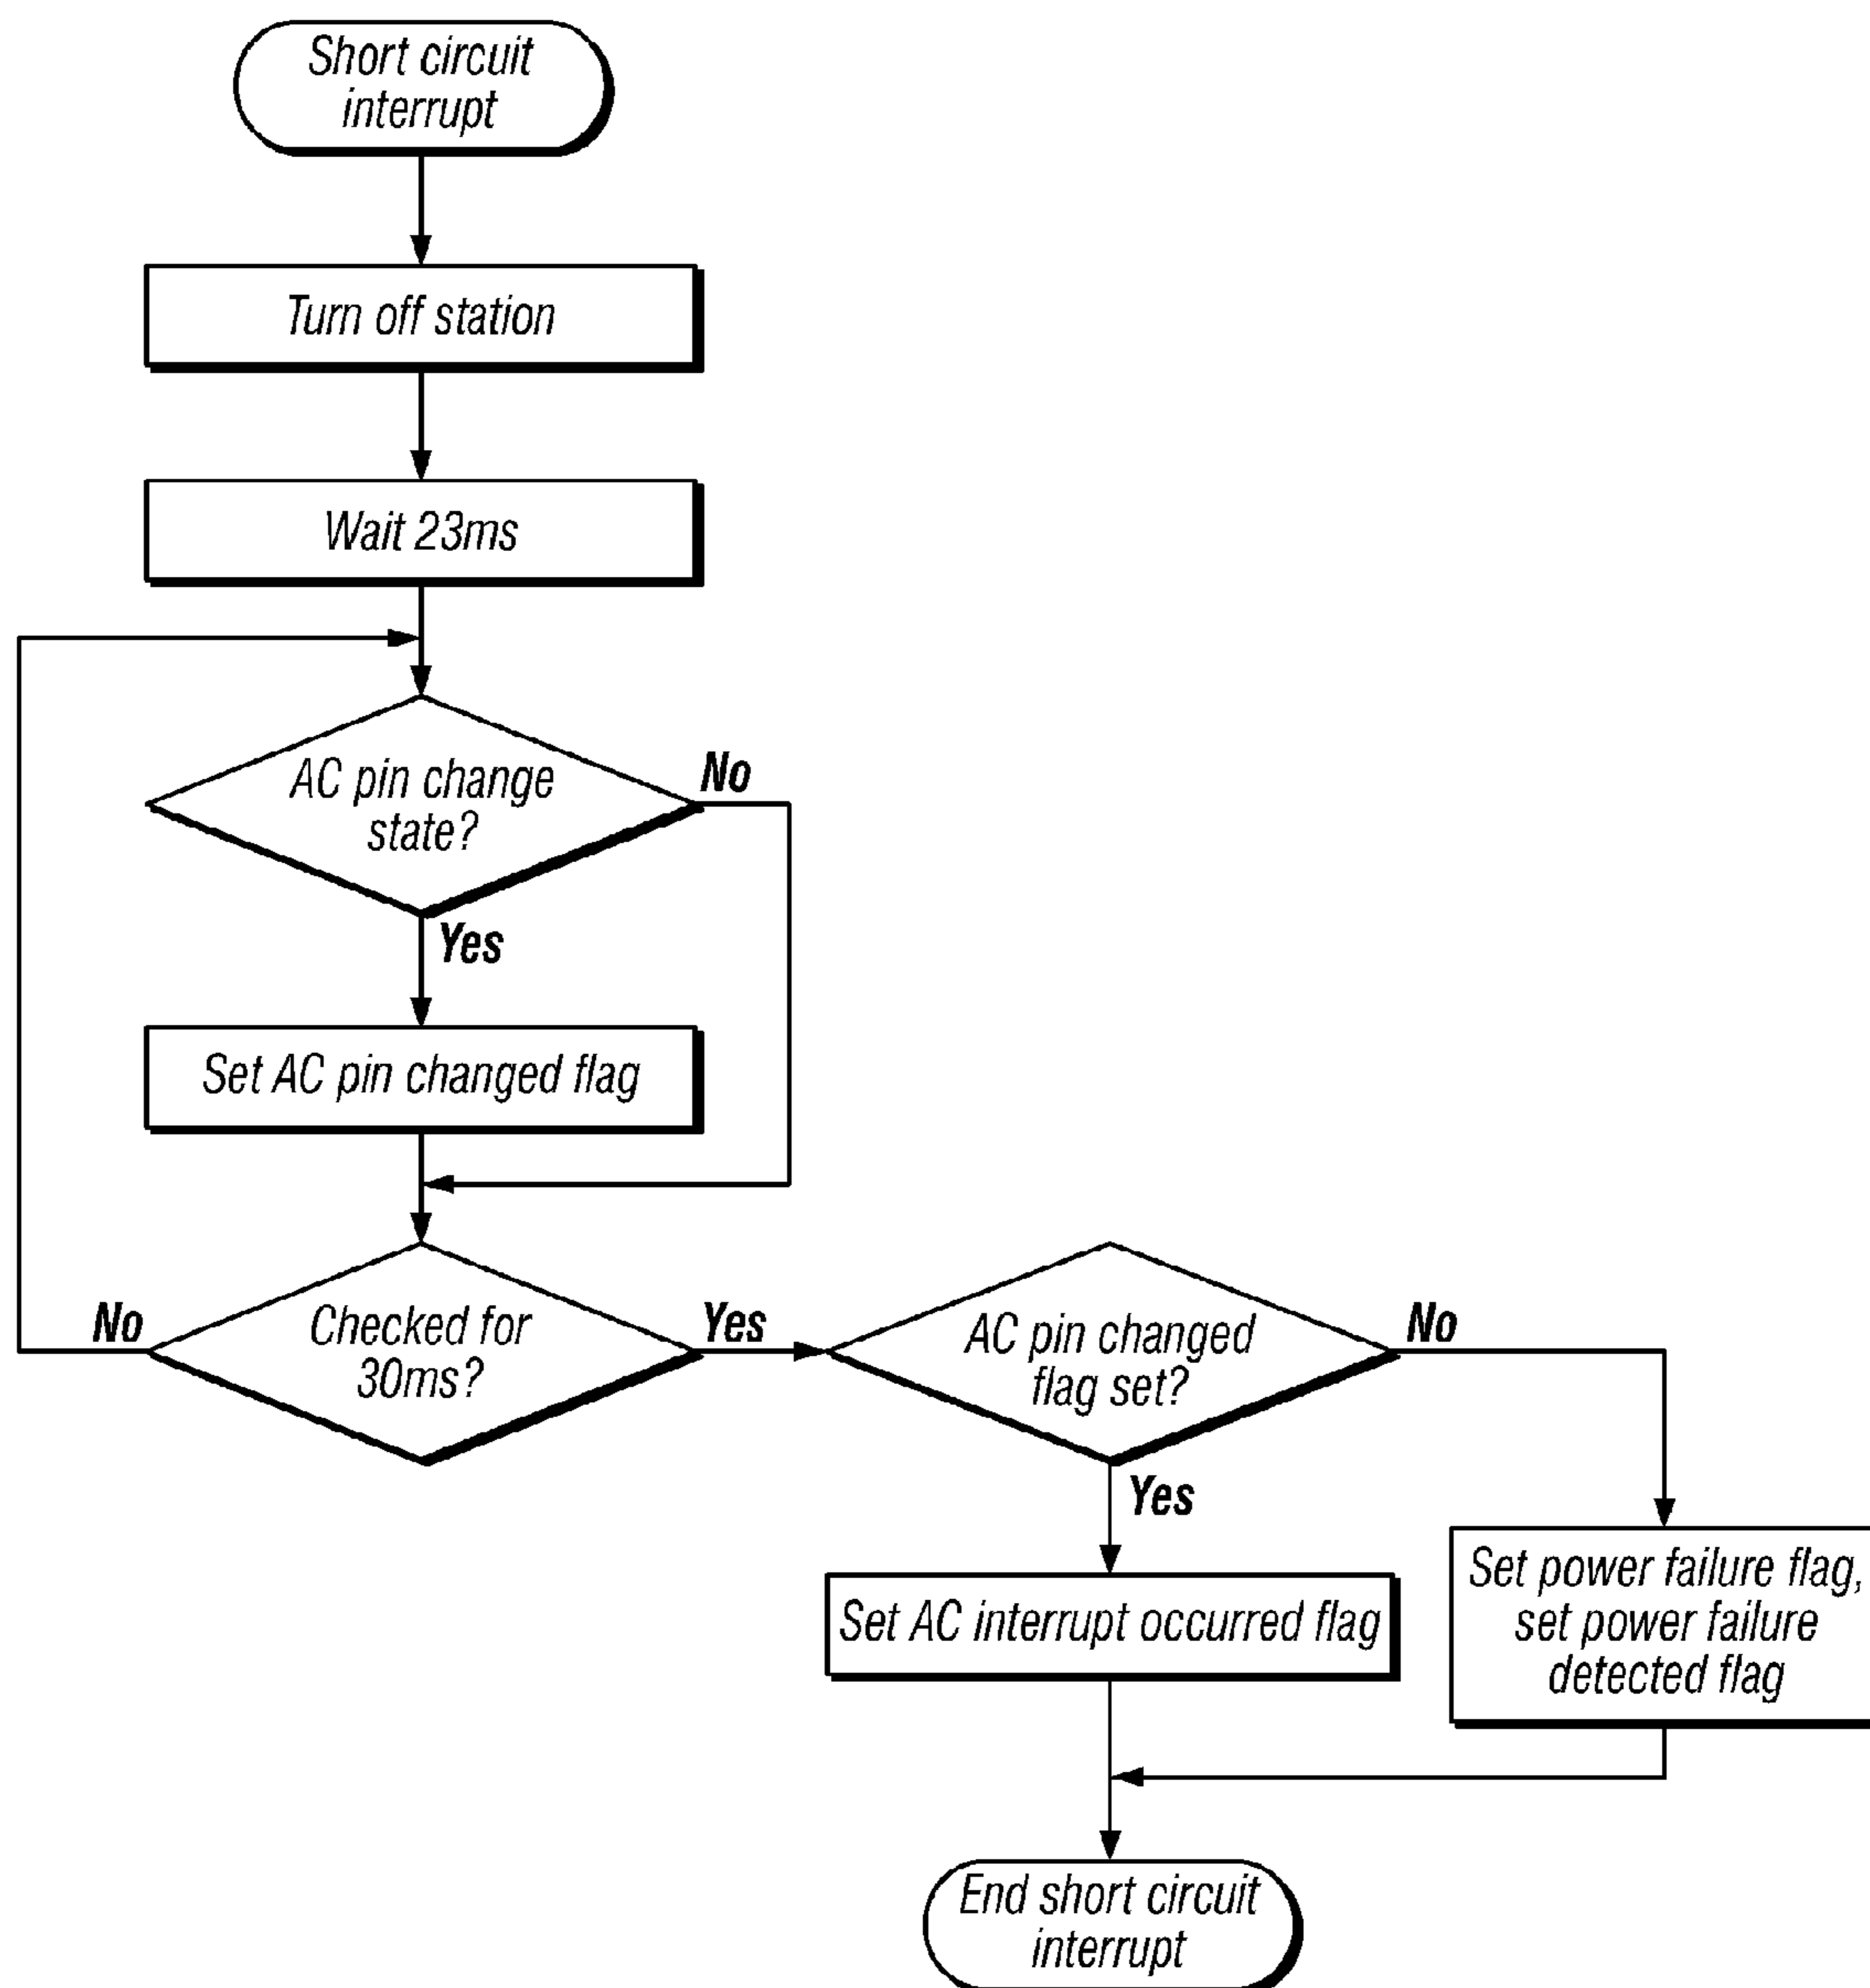 Short circuit
interrupt
Turn off station
Wait 23ms
AC pin change
state?
No
Yes
Set AC pin changed flag
No
Checked for
30ms?
Yes
AC pin changed
flag set?
No
Yes
Set AC interrupt occurred flag
Set power failure flag,
set power failure
detected flag
End short circuit
interrupt